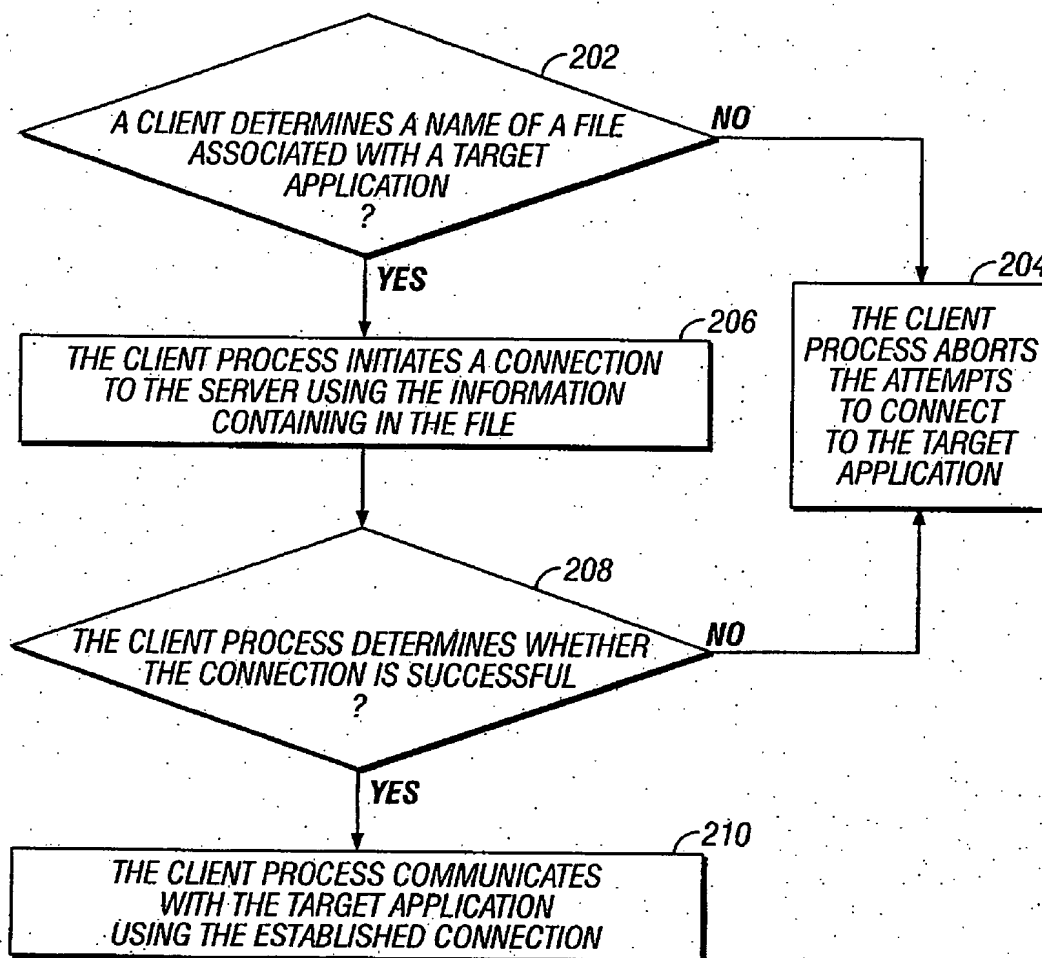 202
A CLIENT DETERMINES A NAME OF A FILE
ASSOCIATED WITH A TARGET
APPLICATION
?
NO
YES
204
THE CLIENT
PROCESS ABORTS
THE ATTEMPTS
TO CONNECT
TO THE TARGET
APPLICATION
206
THE CLIENT PROCESS INITIATES A CONNECTION
TO THE SERVER USING THE INFORMATION
CONTAINING IN THE FILE
208
THE CLIENT PROCESS DETERMINES WHETHER
THE CONNECTION IS SUCCESSFUL
?
NO
YES
210
THE CLIENT PROCESS COMMUNICATES
WITH THE TARGET APPLICATION
USING THE ESTABLISHED CONNECTION